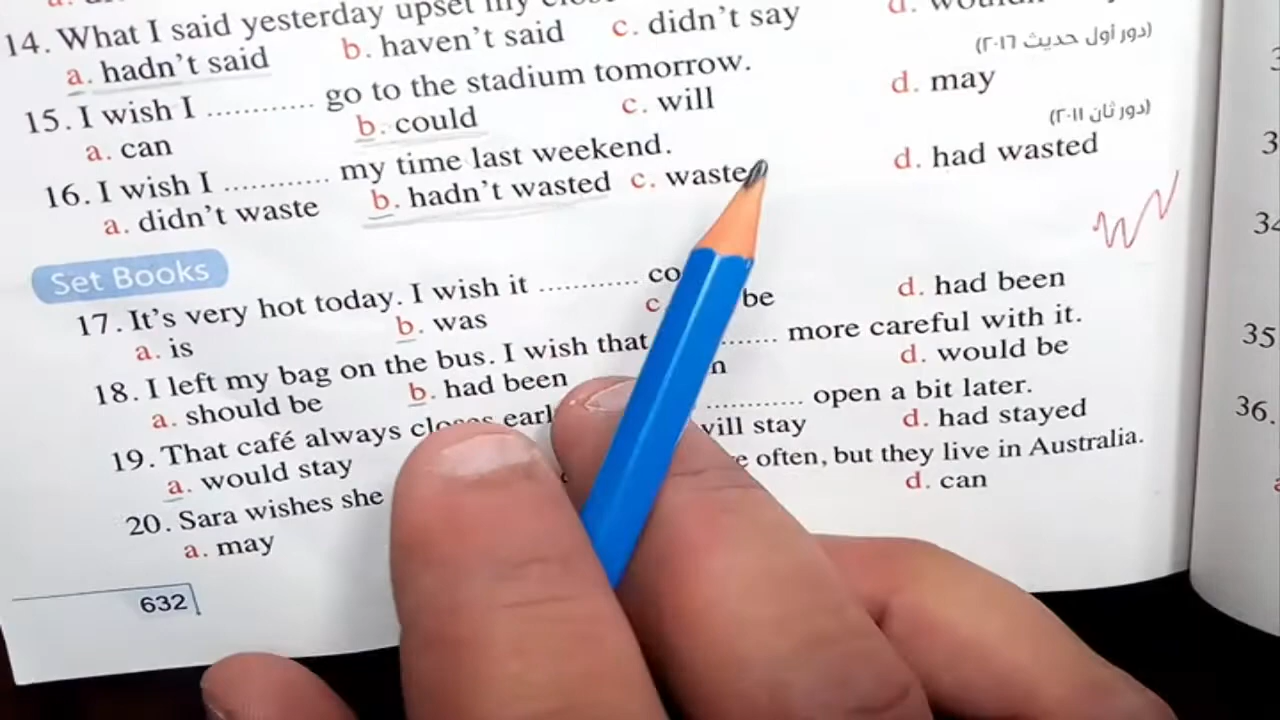 14. What I said yesterday upset my
a. hadn't said b. haven't said c. didn't say d.
(دور أول حديث ٢٠١٦)
15. I wish I ............ go to the stadium tomorrow.
a. can b. could c. will d. may
(دور ثان ٢٠١١)
16. I wish I ............ my time last weekend.
a. didn't waste b. hadn't wasted c. d. had wasted
Set Books
17. It's very hot today. I wish it ............
a. is b. was c be d. had been
18. I left my bag on the bus. I wish that ....... more careful with it.
a. should be b. had been d. would be
19. That café always closes ............ open a bit later.
a. would stay will stay d. had stayed
20. Sara wishes she often, but they live in Australia.
a. may d. can
632
35
36.